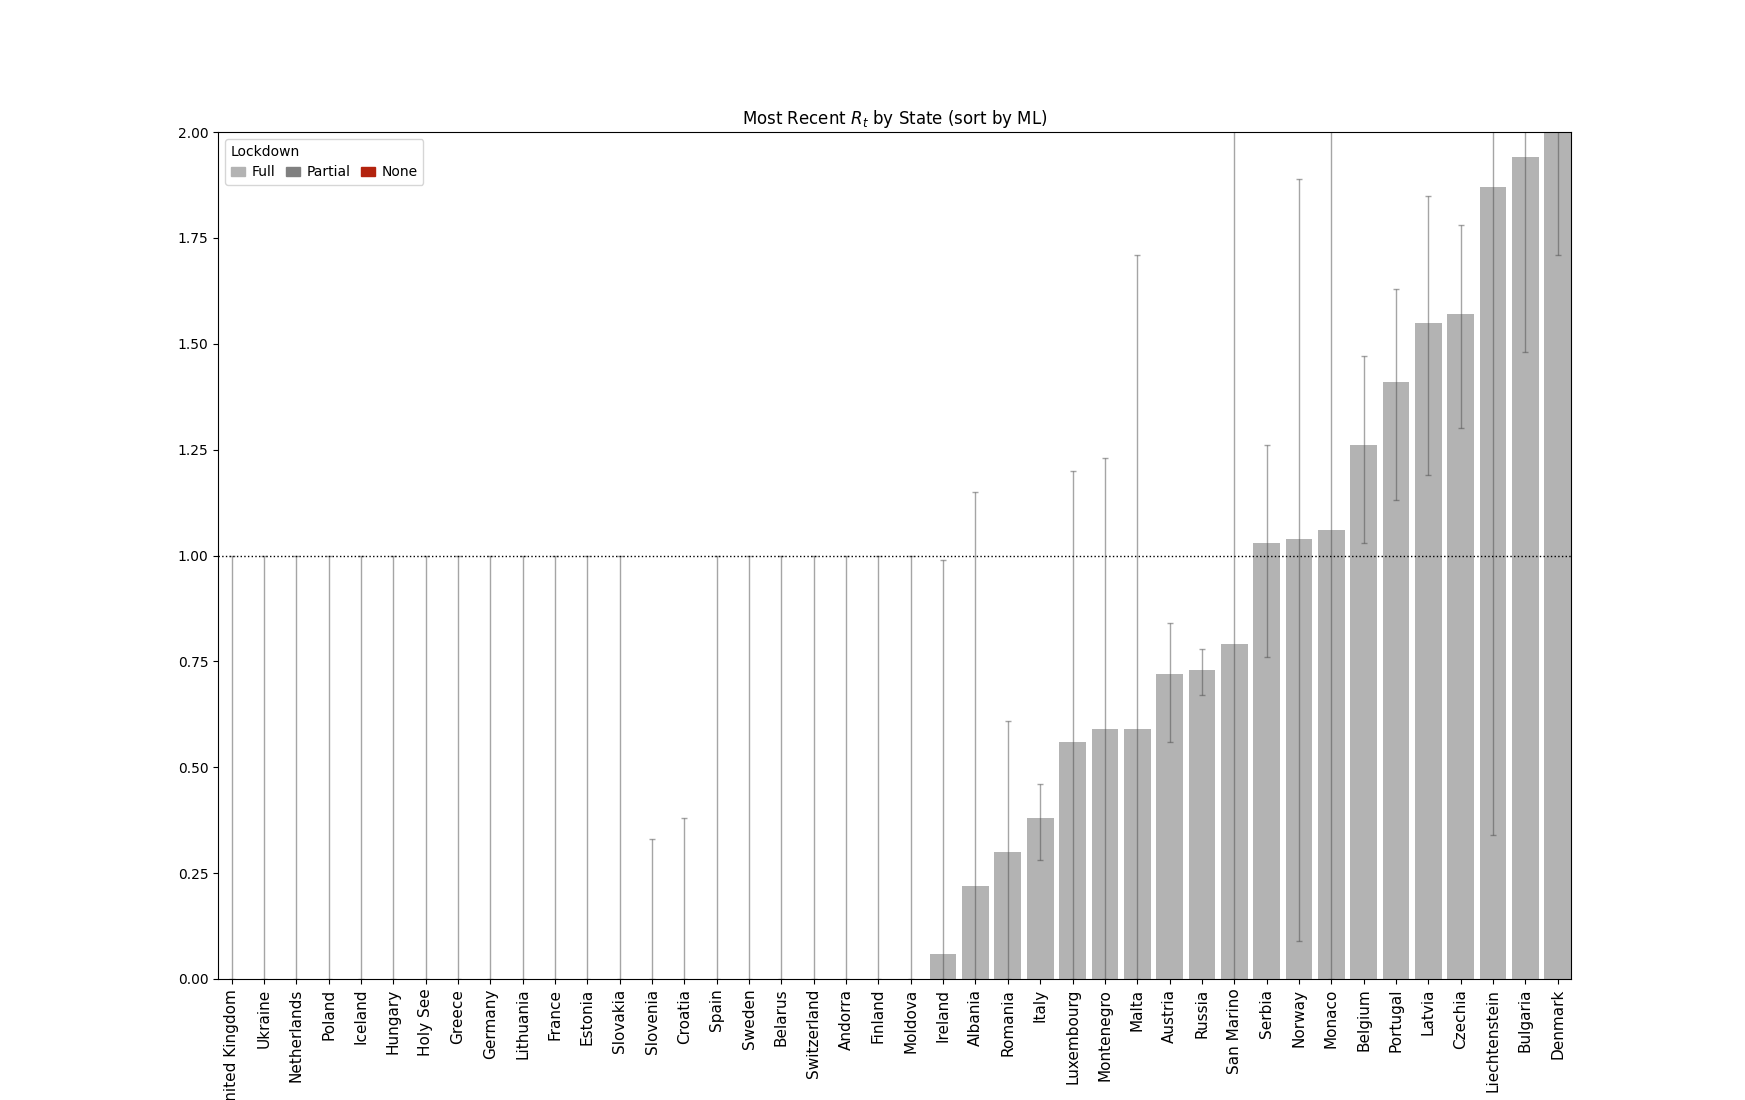 Most Recent Rt by State (sort by ML)
Lockdown
Full Partial None
2.00
1.75
1.50
1.25
1.00
0.75
0.50
0.25
0.00
nited Kingdom
Ukraine
Netherlands
Poland
Iceland
Hungary
Holy See
Greece
Germany
Lithuania
France
Estonia
Slovakia
Slovenia
Croatia
Spain
Sweden
Belarus
Switzerland
Andorra
Finland
Moldova
Ireland
Albania
Romania
Italy
Luxembourg
Montenegro
Malta
Austria
Russia
San Marino
Serbia
Norway
Monaco
Belgium
Portugal
Latvia
Czechia
Liechtenstein
Bulgaria
Denmark